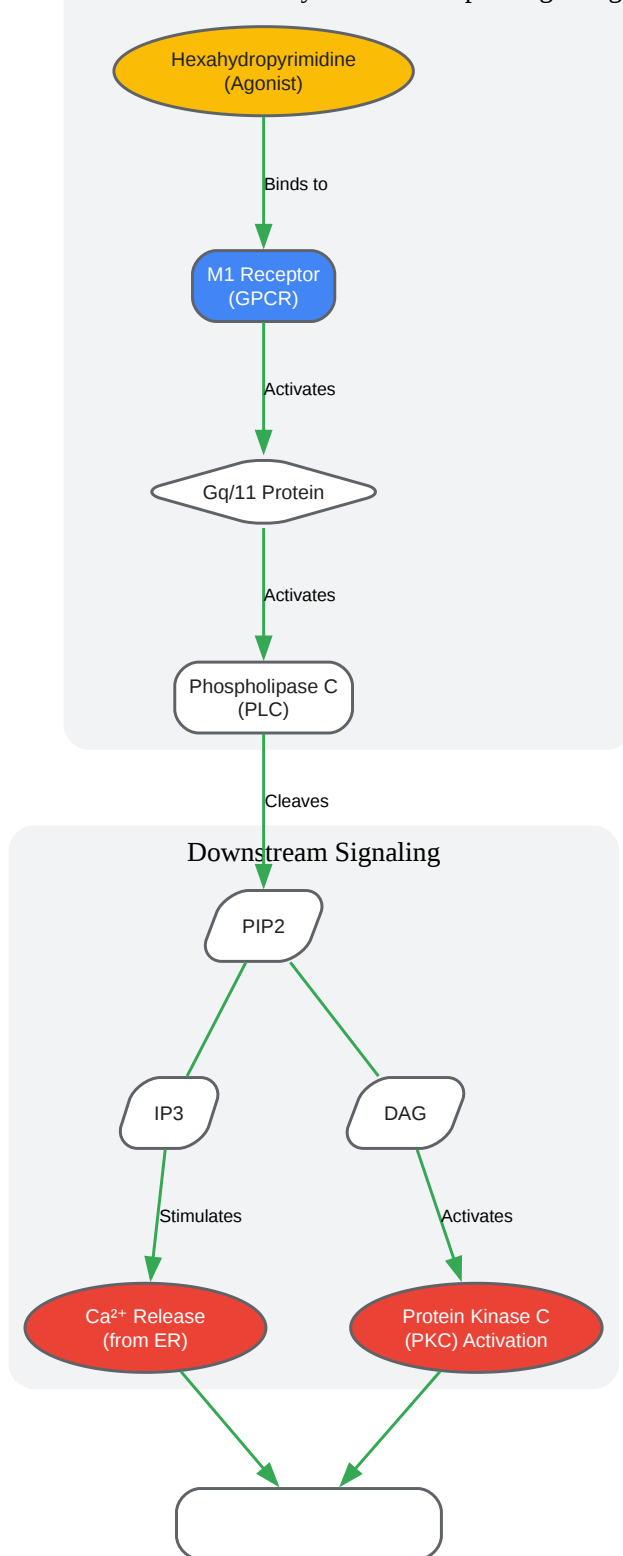 Hexahydropyrimidine
(Agonist)
Binds to
M1 Receptor
(GPCR)
Activates
Gq/11 Protein
Activates
Phospholipase C
(PLC)
Cleaves
Downstream Signaling
PIP2
IP3
DAG
Stimulates
Activates
Ca²⁺ Release
(from ER)
Protein Kinase C
(PKC) Activation